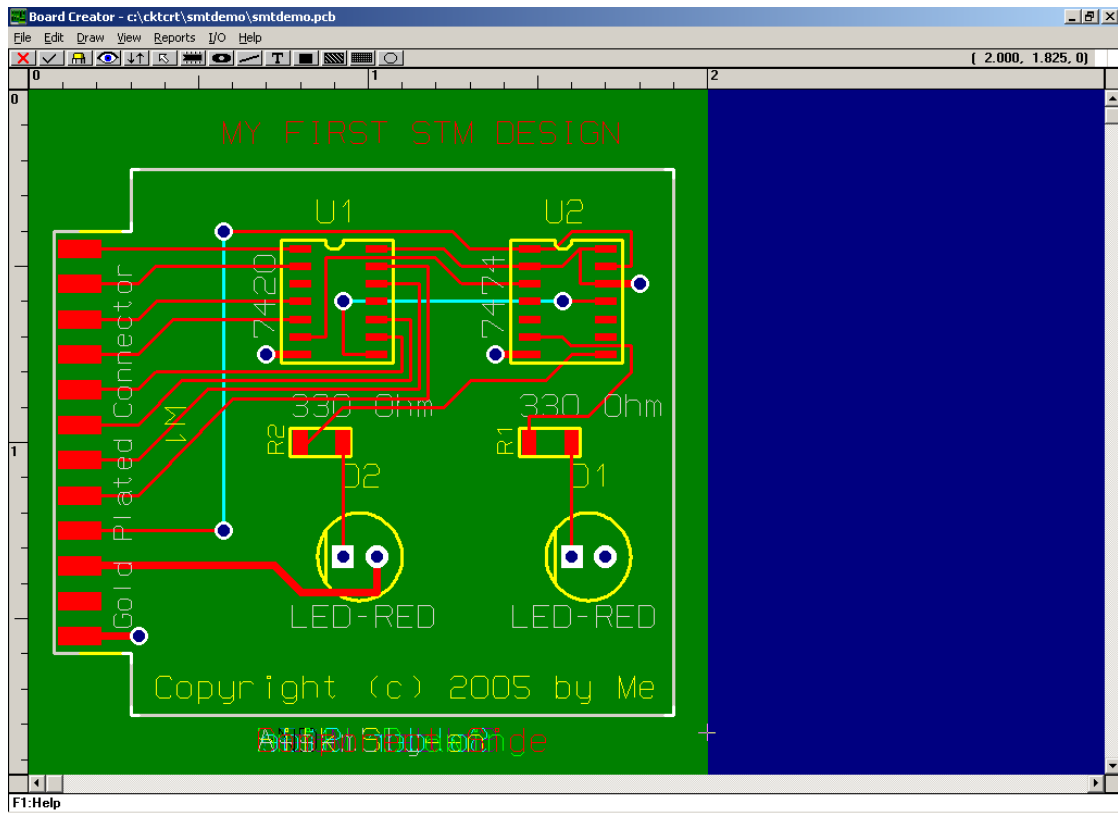 Board Creator - c:\cktcrt\smtdemo\smtdemo.pcb
File Edit Draw View Reports I/O Help
T
( 2.000, 1.825, 0)
0 1 2
0
MY FIRST STM DESIGN
U1 U2
7420 7474
Gold Plated Connector
330 Ohm 330 Ohm
W1
R2 R1
1
D2 D1
LED-RED LED-RED
Copyright (c) 2005 by Me
F1:Help